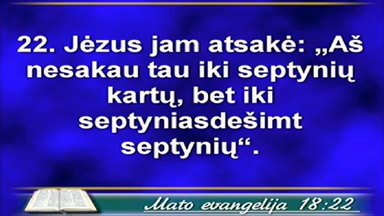 22. Jėzus jam atsakė: „Aš
nesakau tau iki septynių
kartų, bet iki
septyniasdešimt
septynių“.
Mato evangelija 18:22